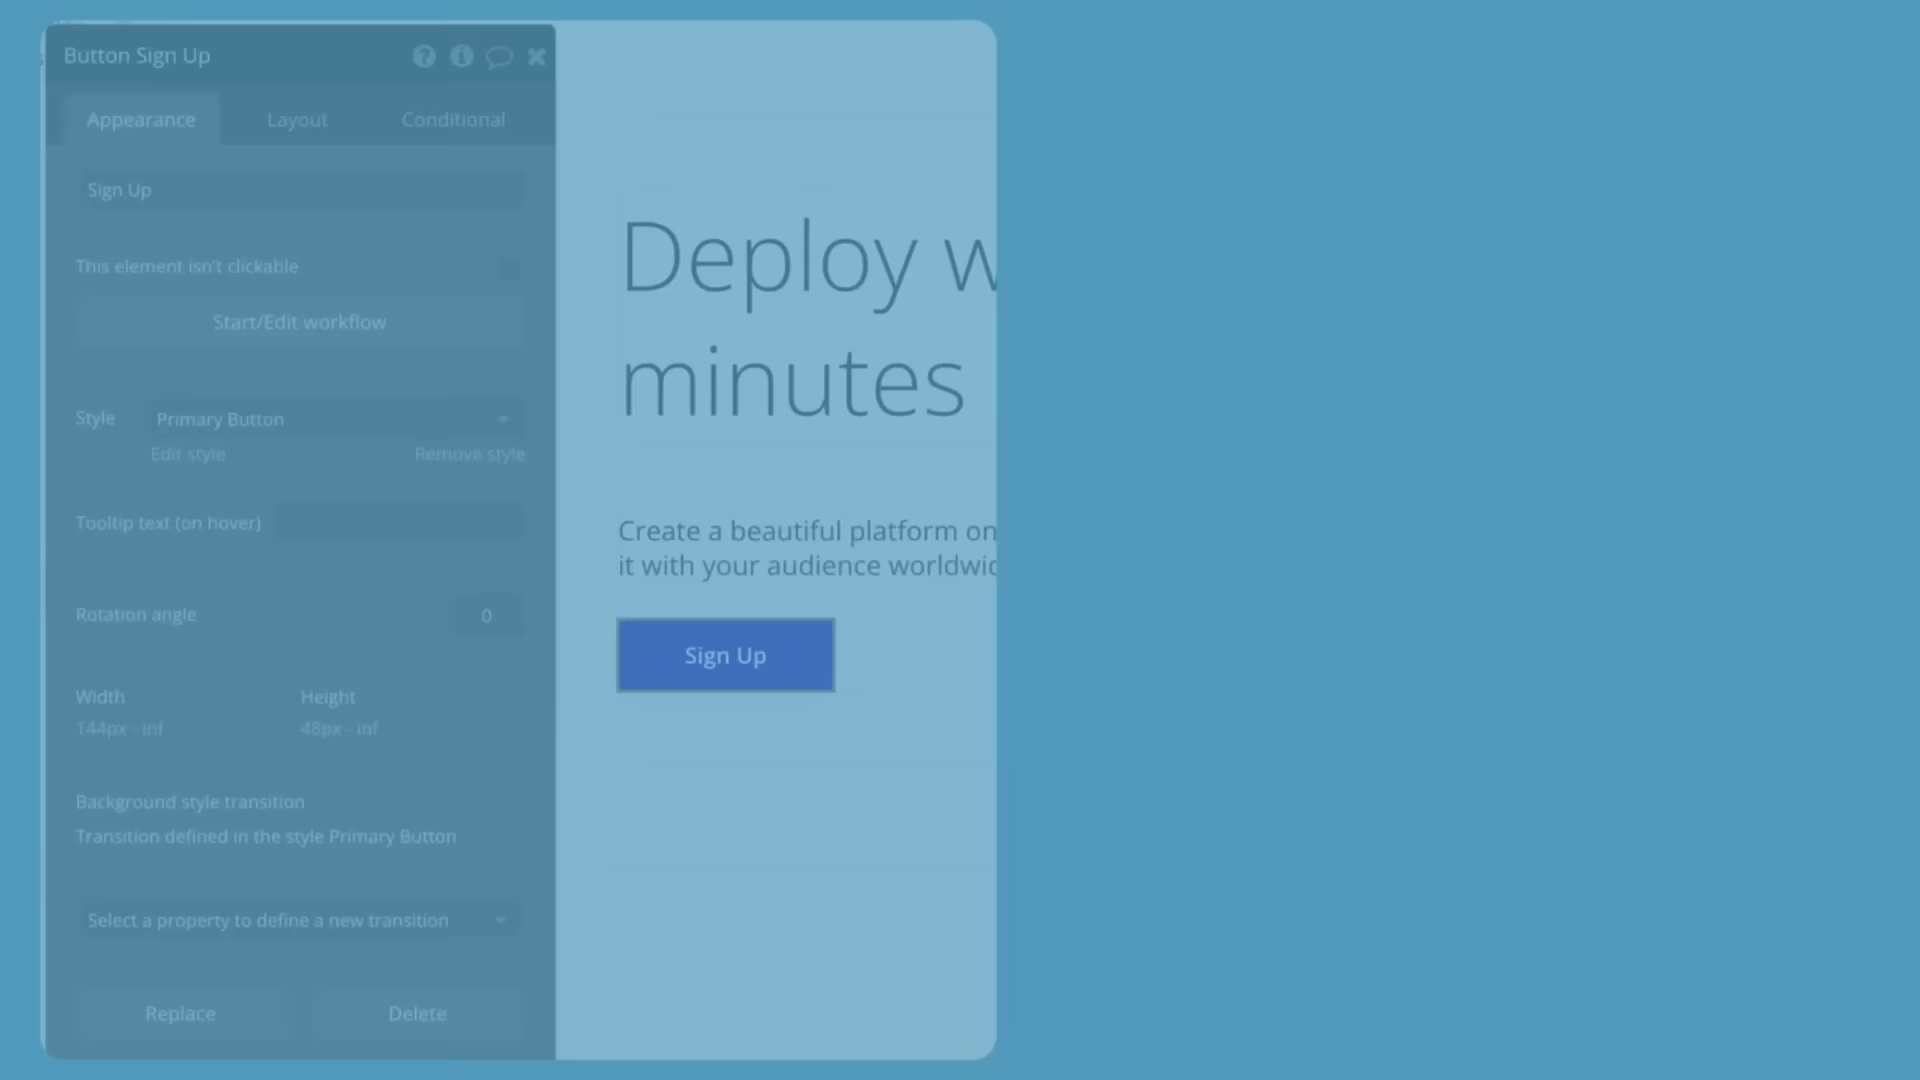 Button Sign Up
Appearance Layout Conditional
Sign Up
This element isn't clickable
Start/Edit workflow
Style Primary Button
Edit style Remove style
Tooltip text (on hover)
Rotation angle 0
Width Height
144px - inf 48px - inf
Background style transition
Transition defined in the style Primary Button
Select a property to define a new transition
Replace Delete
Deploy w
minutes
Create a beautiful platform on
it with your audience worldwid
Sign Up